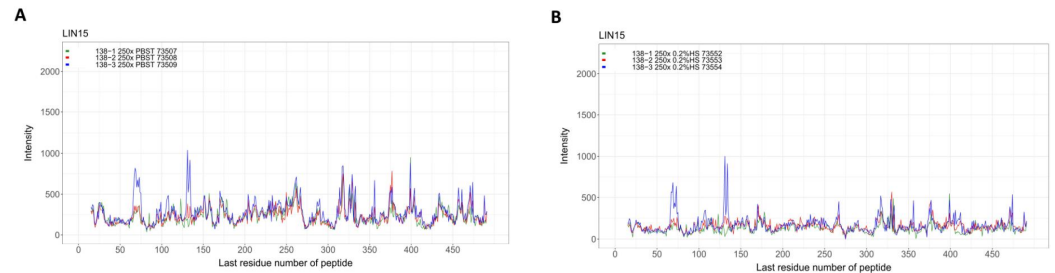 A
LIN15
138-1 250x PBST 73507
138-2 250x PBST 73508
138-3 250x PBST 73509
2000
1500
1000
500
0
Intensity
0 50 100 150 200 250 300 350 400 450
Last residue number of peptide
B
LIN15
138-1 250x 0.2%HS 73552
138-2 250x 0.2%HS 73553
138-3 250x 0.2%HS 73554
2000
1500
1000
500
0
Intensity
0 50 100 150 200 250 300 350 400 450
Last residue number of peptide